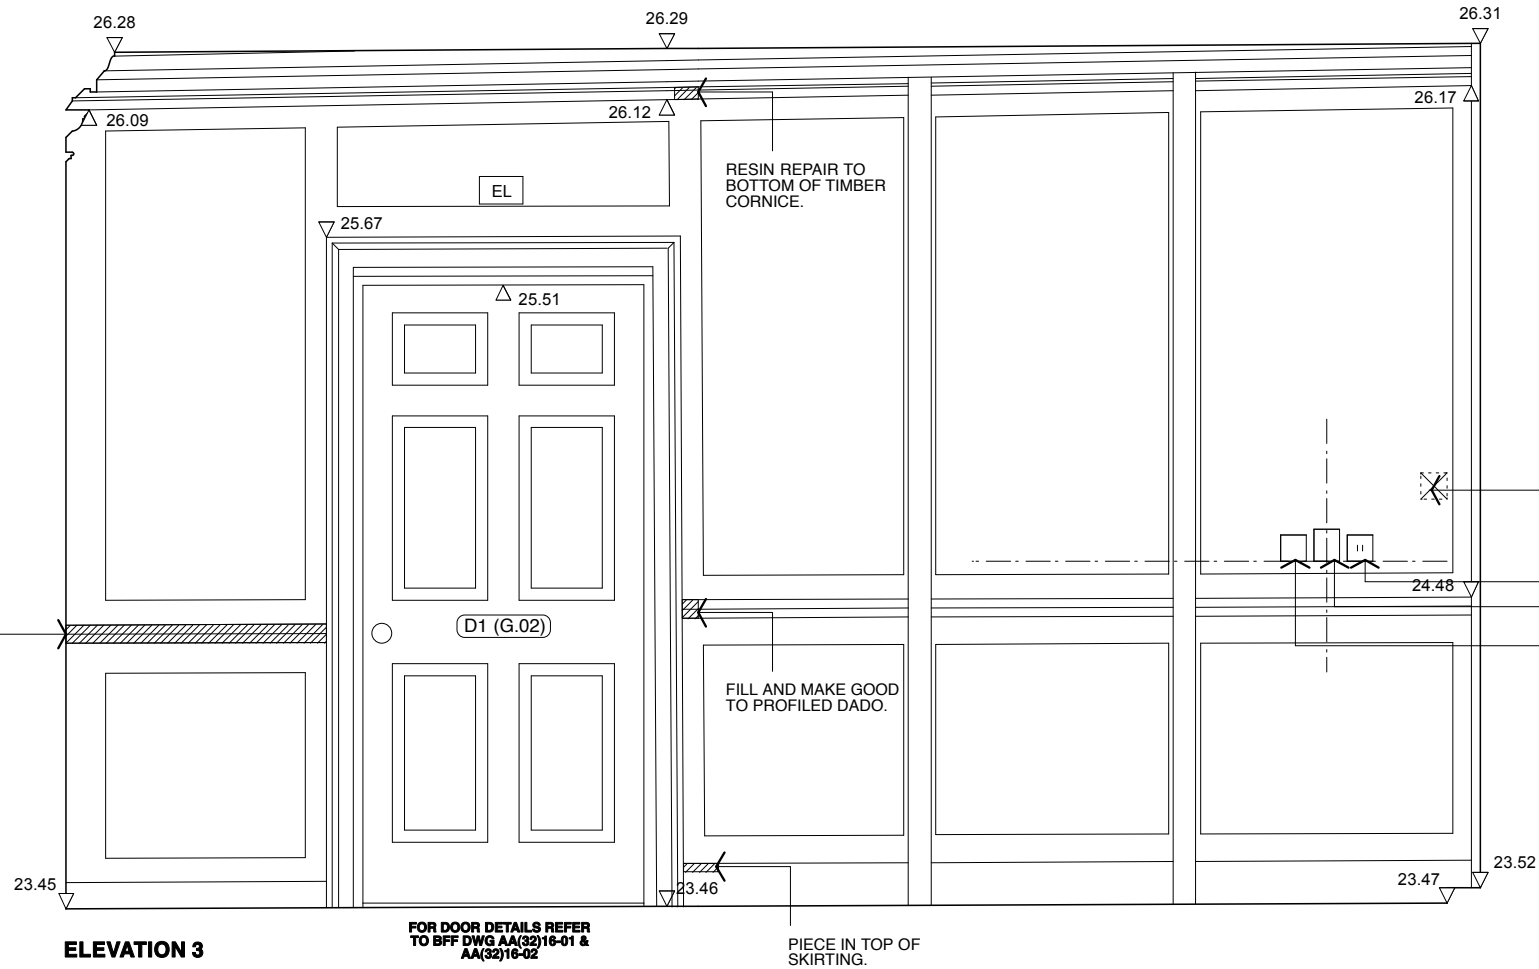 26.28
26.29
26.31
26.09
26.12
26.17
RESIN REPAIR TO
BOTTOM OF TIMBER
CORNICE.
EL
25.67
25.51
24.48
D1 (G.02)
FILL AND MAKE GOOD
TO PROFILED DADO.
23.45
23.46
23.47
23.52
ELEVATION 3
FOR DOOR DETAILS REFER
TO BFF DWG AA(32)16-01 &
AA(32)16-02
PIECE IN TOP OF
SKIRTING.